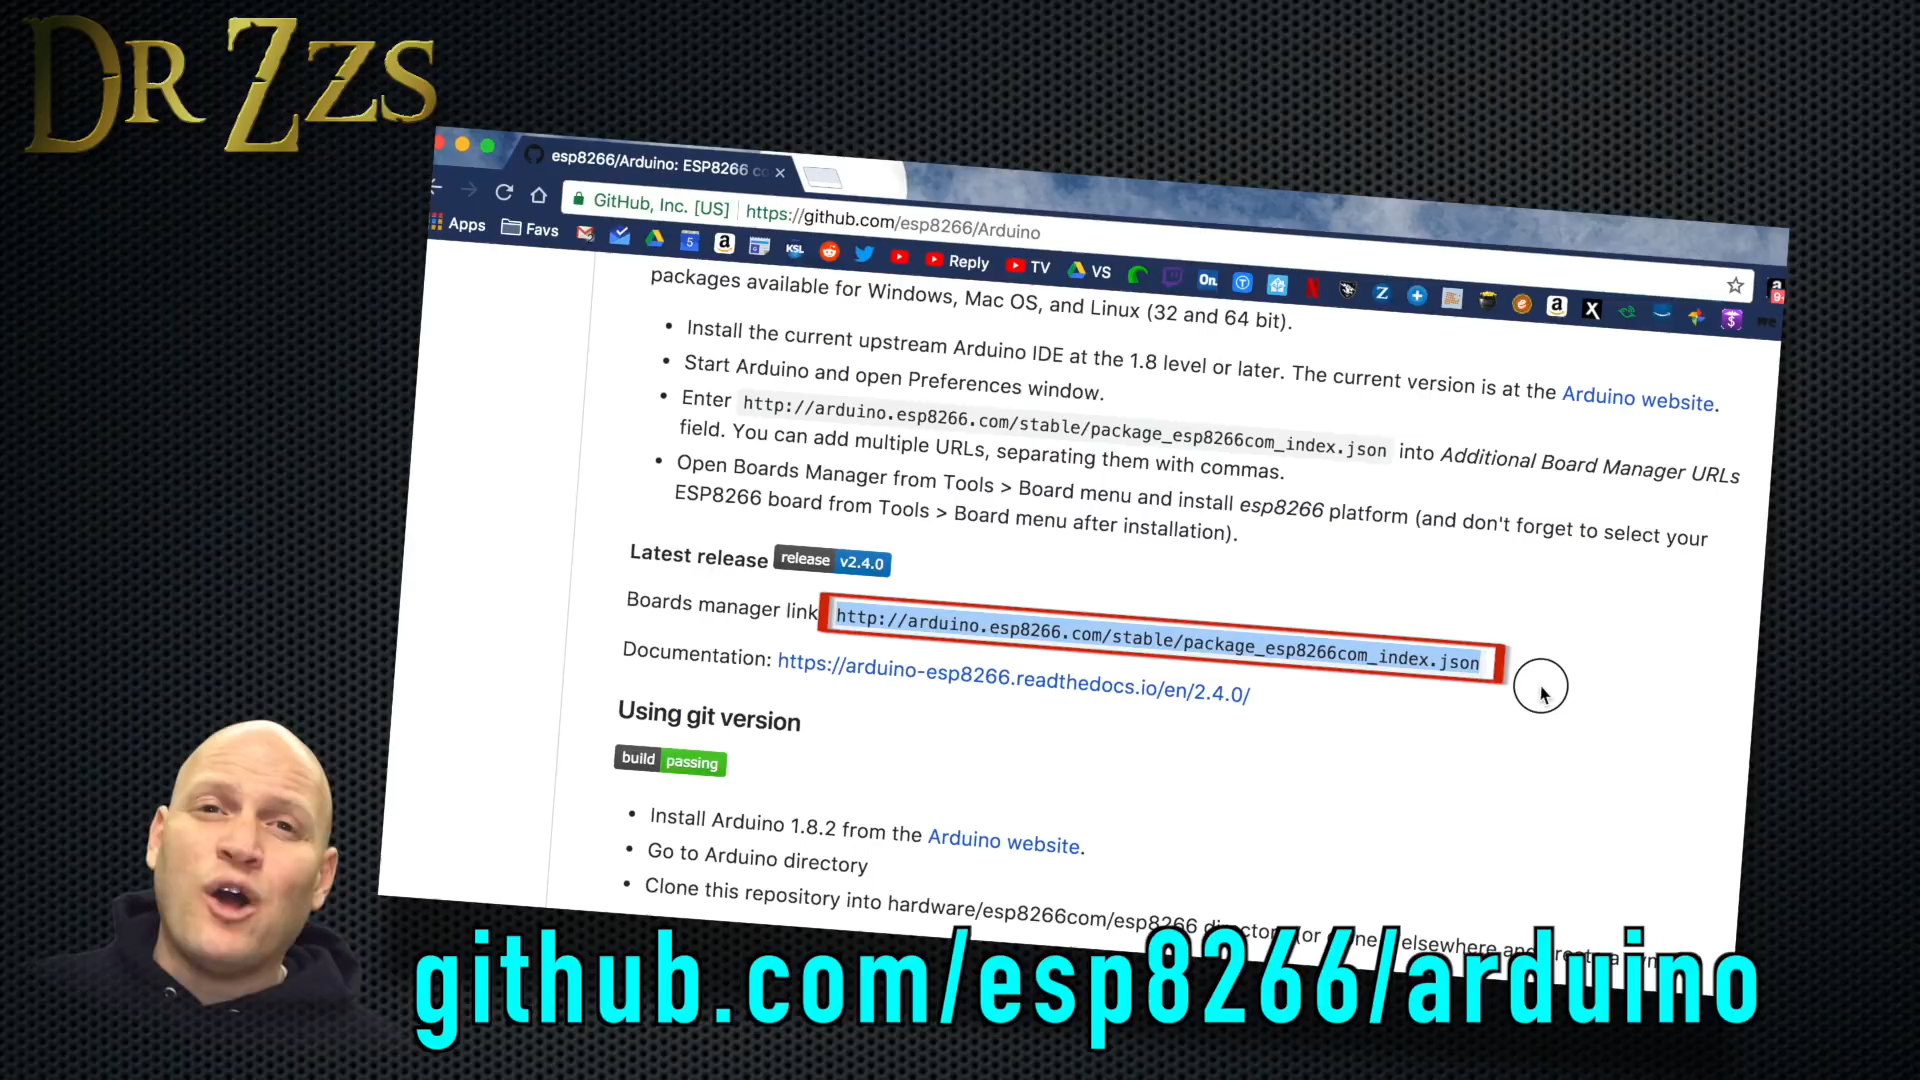 DR ZZS
esp8266/Arduino: ESP8266 co
GitHub, Inc. [US] https://github.com/esp8266/Arduino
Apps Favs 5 a KSL Reply TV VS On T Z a X
packages available for Windows, Mac OS, and Linux (32 and 64 bit).
• Install the current upstream Arduino IDE at the 1.8 level or later. The current version is at the Arduino website.
• Start Arduino and open Preferences window.
• Enter http://arduino.esp8266.com/stable/package_esp8266com_index.json into Additional Board Manager URLs
field. You can add multiple URLs, separating them with commas.
• Open Boards Manager from Tools > Board menu and install esp8266 platform (and don't forget to select your
ESP8266 board from Tools > Board menu after installation).
Latest release release v2.4.0
Boards manager link http://arduino.esp8266.com/stable/package_esp8266com_index.json
Documentation: https://arduino-esp8266.readthedocs.io/en/2.4.0/
Using git version
build passing
• Install Arduino 1.8.2 from the Arduino website.
• Go to Arduino directory
• Clone this repository into hardware/esp8266com/esp8266 directory (or elsewhere and
github.com/esp8266/arduino